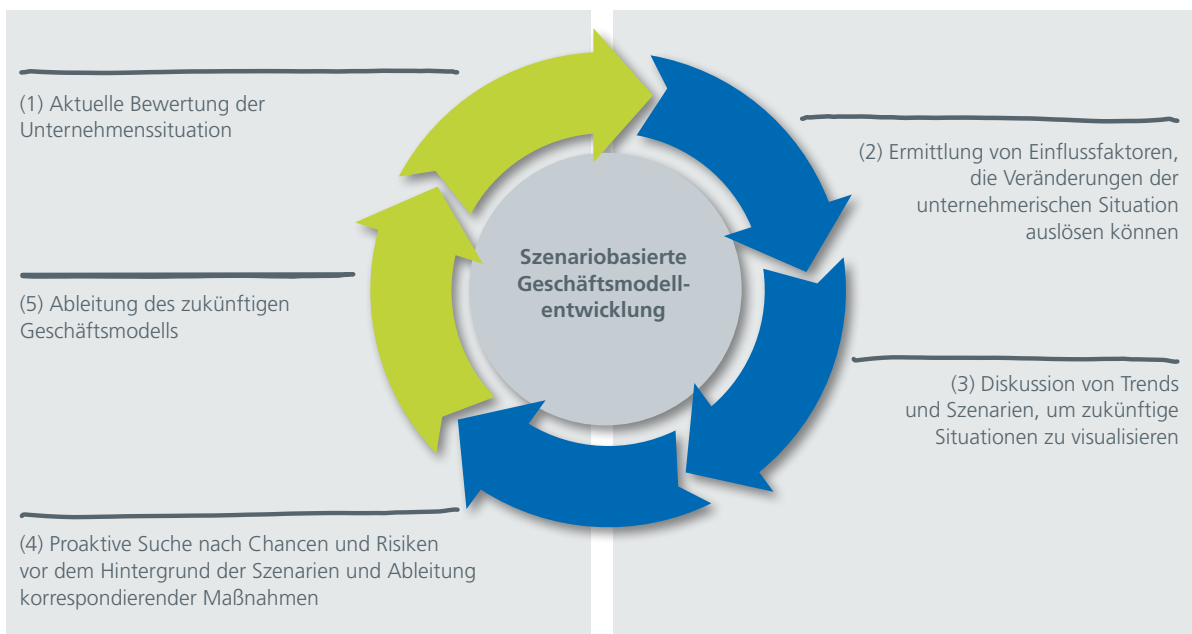 (1) Aktuelle Bewertung der
Unternehmenssituation
(2) Ermittlung von Einflussfaktoren,
die Veränderungen der
unternehmerischen Situation
auslösen können
Szenariobasierte
Geschäftsmodell-
entwicklung
(5) Ableitung des zukünftigen
Geschäftsmodells
(3) Diskussion von Trends
und Szenarien, um zukünftige
Situationen zu visualisieren
(4) Proaktive Suche nach Chancen und Risiken
vor dem Hintergrund der Szenarien und Ableitung
korrespondierender Maßnahmen